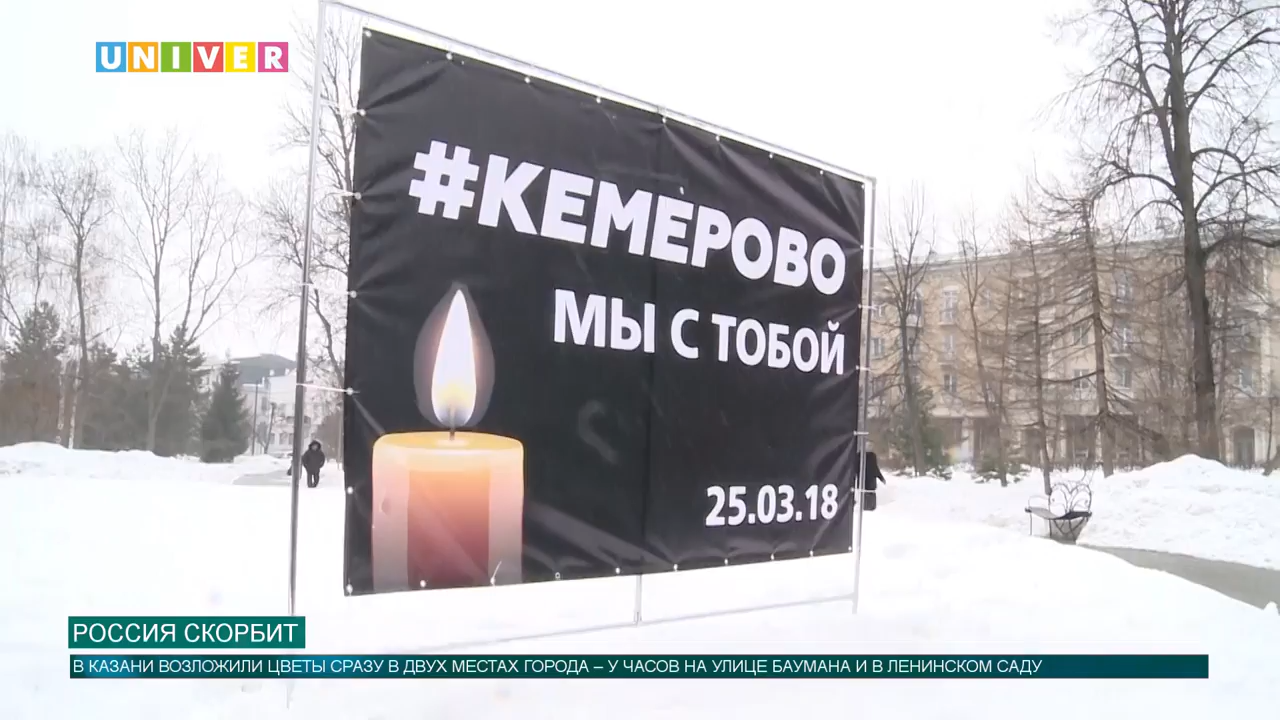 UNIVER
#КЕМЕРОВО
МЫ С ТОБОЙ
25.03.18
РОССИЯ СКОРБИТ
В КАЗАНИ ВОЗЛОЖИЛИ ЦВЕТЫ СРАЗУ В ДВУХ МЕСТАХ ГОРОДА – У ЧАСОВ НА УЛИЦЕ БАУМАНА И В ЛЕНИНСКОМ САДУ